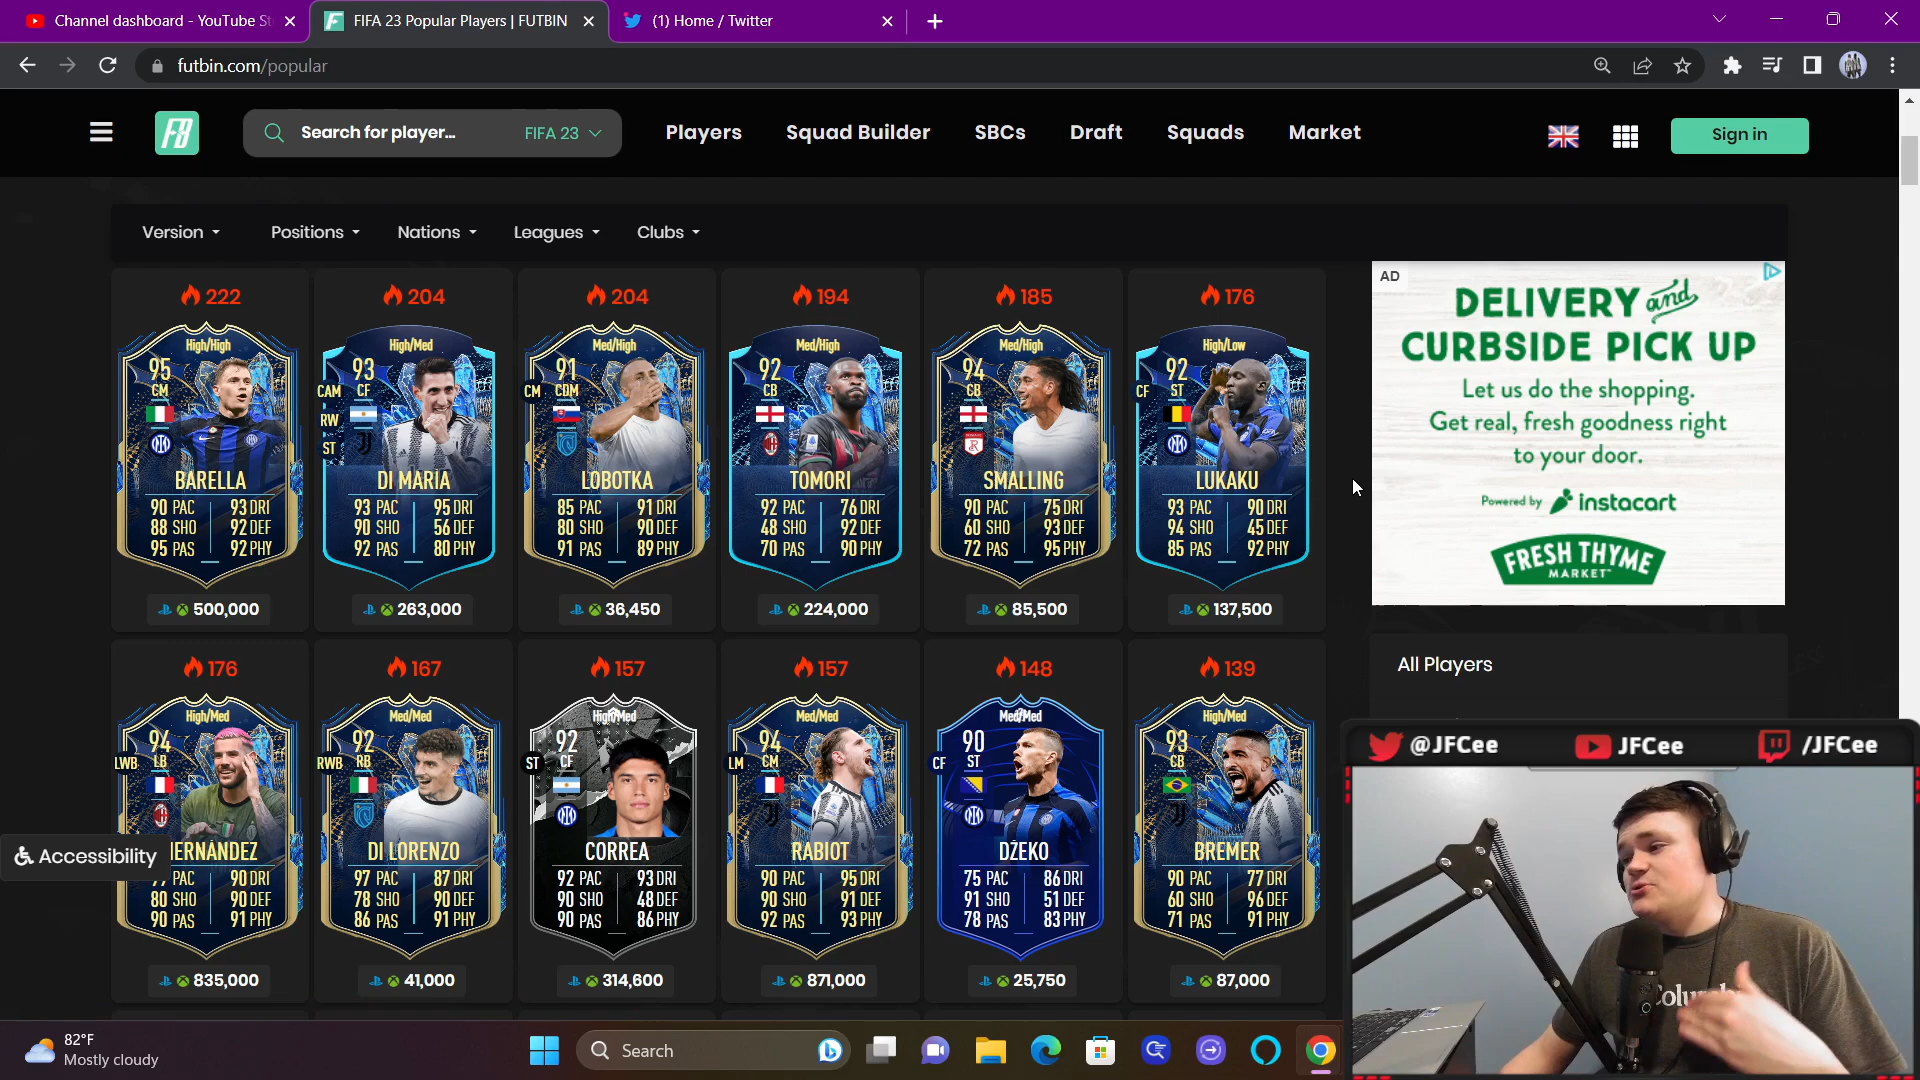 Channel dashboard - YouTube St
FIFA 23 Popular Players | FUTBIN
(1) Home / Twitter
futbin.com/popular
FB
Search for player...
FIFA 23
Players
Squad Builder
SBCs
Draft
Squads
Market
Sign in
Version
Positions
Nations
Leagues
Clubs
222
High/High
95
CM
BARELLA
90 PAC 93 DRI
88 SHO 92 DEF
95 PAS 92 PHY
500,000
204
High/Med
93
CF
CAM
RW
ST
DI MARIA
93 PAC 95 DRI
90 SHO 56 DEF
92 PAS 80 PHY
263,000
204
Med/High
91
CDM
CM
LOBOTKA
85 PAC 91 DRI
80 SHO 90 DEF
91 PAS 89 PHY
36,450
194
Med/High
92
CB
TOMORI
92 PAC 76 DRI
48 SHO 92 DEF
70 PAS 90 PHY
224,000
185
Med/High
94
CB
SMALLING
90 PAC 75 DRI
60 SHO 93 DEF
72 PAS 95 PHY
85,500
176
High/Low
92
ST
CF
LUKAKU
93 PAC 90 DRI
94 SHO 45 DEF
85 PAS 92 PHY
137,500
AD
DELIVERY and
CURBSIDE PICK UP
Let us do the shopping.
Get real, fresh goodness right
to your door.
Powered by instacart
FRESH THYME
MARKET
176
High/Med
94
LB
LWB
HERNANDEZ
77 PAC 90 DRI
80 SHO 90 DEF
90 PAS 91 PHY
835,000
167
Med/Med
92
RB
RWB
DI LORENZO
97 PAC 87 DRI
78 SHO 90 DEF
86 PAS 91 PHY
41,000
157
High/Med
92
CF
ST
CORREA
92 PAC 93 DRI
90 SHO 48 DEF
90 PAS 86 PHY
314,600
157
Med/Med
94
CM
LM
RABIOT
90 PAC 95 DRI
90 SHO 91 DEF
92 PAS 93 PHY
871,000
148
Med/Med
90
ST
CF
DŽEKO
75 PAC 86 DRI
91 SHO 51 DEF
78 PAS 83 PHY
25,750
139
High/Med
93
CB
BREMER
90 PAC 77 DRI
60 SHO 96 DEF
71 PAS 91 PHY
87,000
All Players
Accessibility
@JFCee
JFCee
/JFCee
82°F
Mostly cloudy
Search